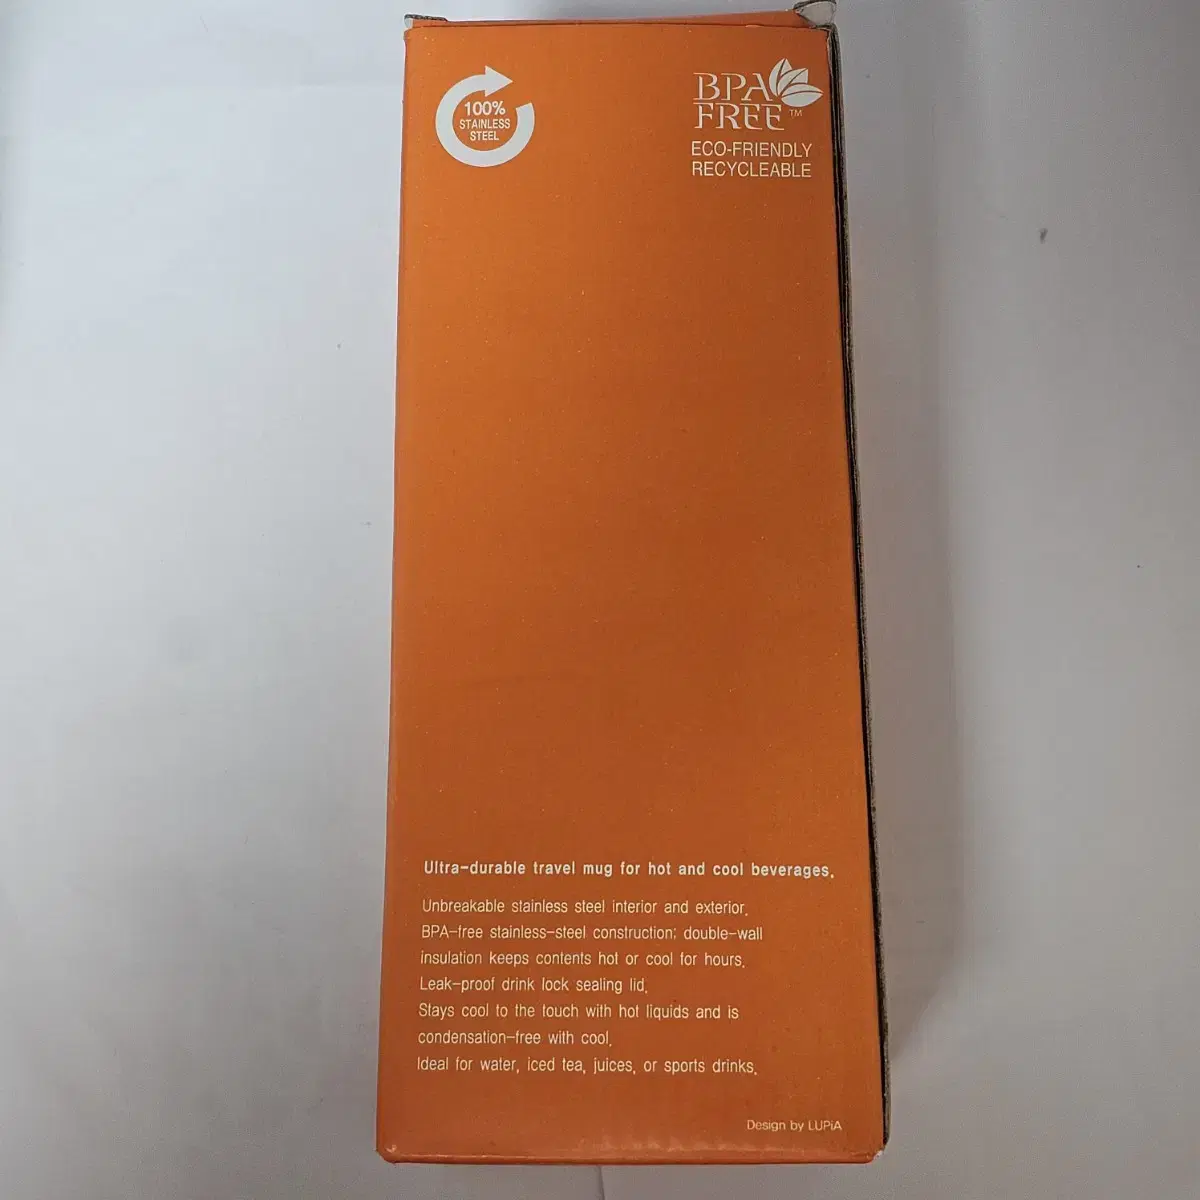 100%
STAINLESS
STEEL
BPA
FREE™
ECO-FRIENDLY
RECYCLEABLE
Ultra-durable travel mug for hot and cool beverages.
Unbreakable stainless steel interior and exterior.
BPA-free stainless-steel construction; double-wall
insulation keeps contents hot or cool for hours.
Leak-proof drink lock sealing lid.
Stays cool to the touch with hot liquids and is
condensation-free with cool.
Ideal for water, iced tea, juices, or sports drinks.
Design by LUPiA